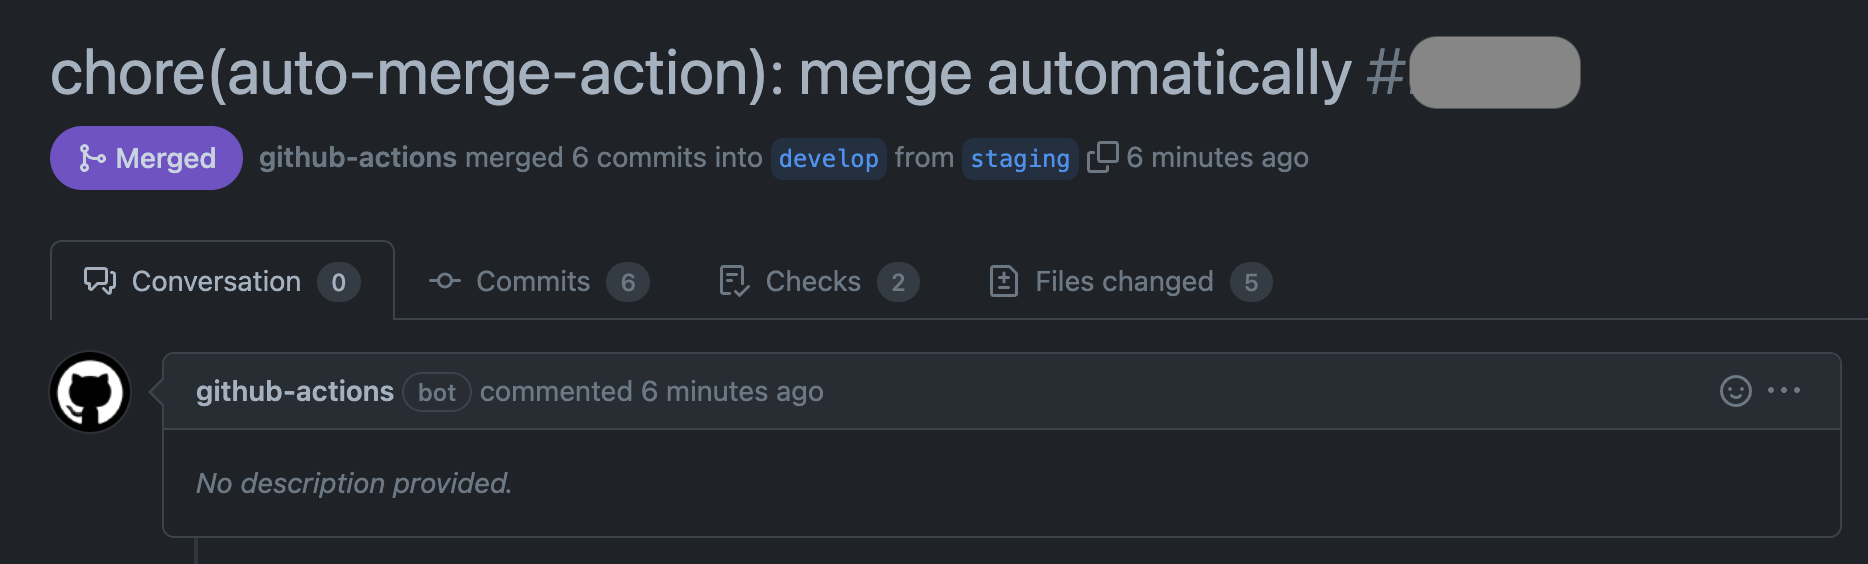 chore(auto-merge-action): merge automatically #
Merged github-actions merged 6 commits into develop from staging 6 minutes ago
Conversation 0 Commits 6 Checks 2 Files changed 5
github-actions bot commented 6 minutes ago
No description provided.